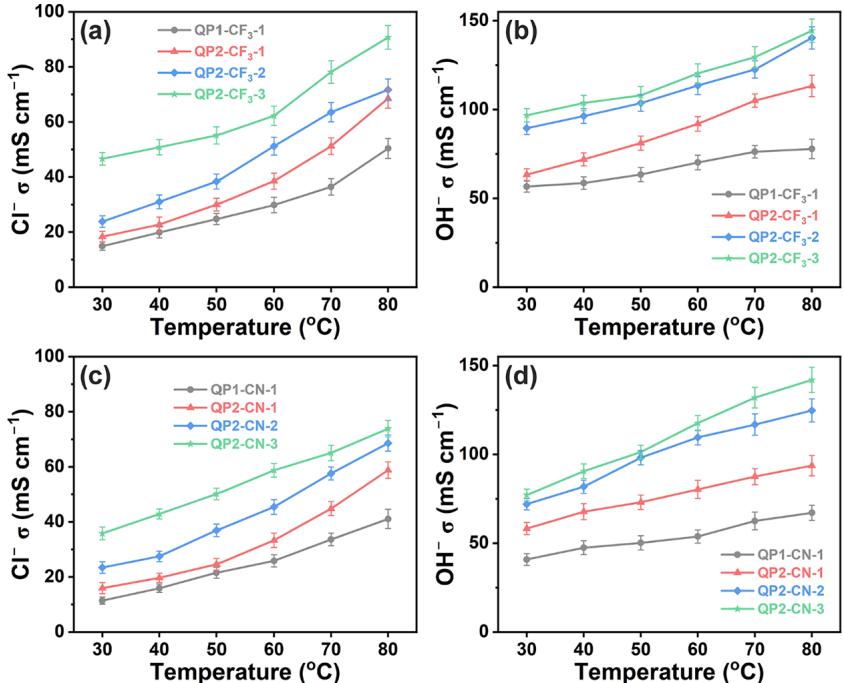 (a)
QP1-CF₃-1
QP2-CF₃-1
QP2-CF₃-2
QP2-CF₃-3
100
80
60
40
20
0
Cl⁻ σ (mS cm⁻¹)
30 40 50 60 70 80
Temperature (°C)
(b)
150
100
50
0
OH⁻ σ (mS cm⁻¹)
QP1-CF₃-1
QP2-CF₃-1
QP2-CF₃-2
QP2-CF₃-3
30 40 50 60 70 80
Temperature (°C)
(c)
QP1-CN-1
QP2-CN-1
QP2-CN-2
QP2-CN-3
100
80
60
40
20
0
Cl⁻ σ (mS cm⁻¹)
30 40 50 60 70 80
Temperature (°C)
(d)
150
100
50
0
OH⁻ σ (mS cm⁻¹)
QP1-CN-1
QP2-CN-1
QP2-CN-2
QP2-CN-3
30 40 50 60 70 80
Temperature (°C)